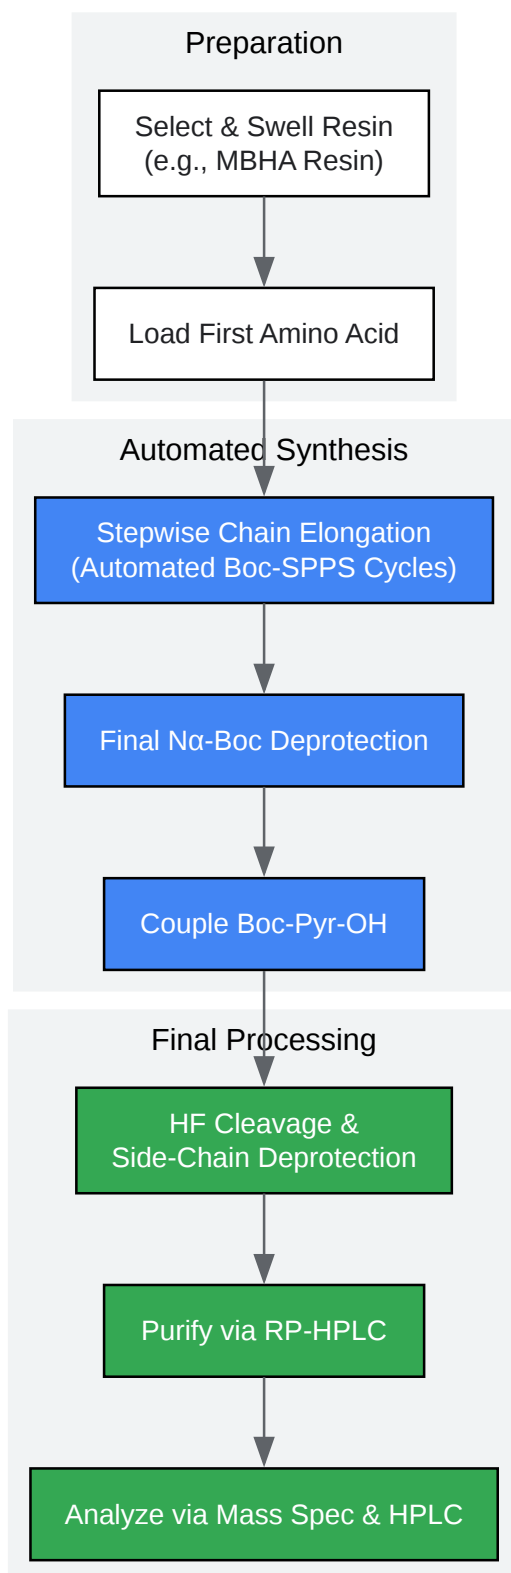 Preparation
Select & Swell Resin
(e.g., MBHA Resin)
Load First Amino Acid
Automated Synthesis
Stepwise Chain Elongation
(Automated Boc-SPPS Cycles)
Final Nα-Boc Deprotection
Couple Boc-Pyr-OH
Final Processing
HF Cleavage &
Side-Chain Deprotection
Purify via RP-HPLC
Analyze via Mass Spec & HPLC